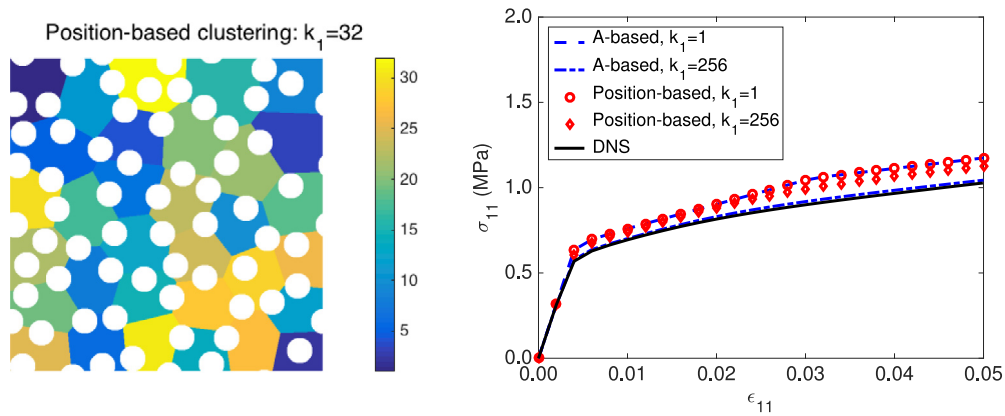 Position-based clustering: k₁=32
30
25
20
15
10
5
2.0
1.5
1.0
0.5
0.0
σ₁₁ (MPa)
A-based, k₁=1
A-based, k₁=256
Position-based, k₁=1
Position-based, k₁=256
DNS
0.00 0.01 0.02 0.03 0.04 0.05
ϵ₁₁